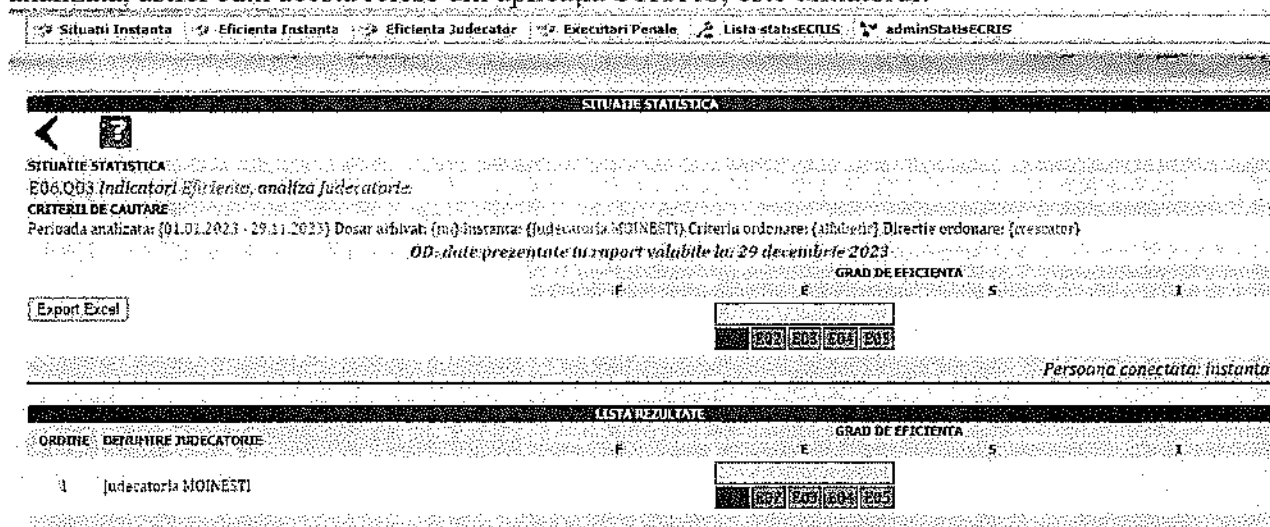 Situatii Instanta Eficienta Instanta Eficienta Judecator Executari Penale Lista statisECRIS adminStatisECRIS
SITUATIE STATISTICA
SITUATIE STATISTICA
E06.Q03 Indicatori Eficienta, analiza Judecatorie.
CRITERII DE CAUTARE
Perioada analizata: {01.01.2023 - 29.11.2023} Dosar arhivat: {nu} Instanta: {Judecatoria MOINESTI} Criteriu ordonare: {alfabetic} Directie ordonare: {crescator}
OD: date prezentate in raport valabile la: 29 decembrie 2023
GRAD DE EFICIENTA
F E S I
Export Excel
E02 E03 E04 E05
Persoana conectata: instanta
LISTA REZULTATE
ORDINE DENUMIRE JUDECATORIE GRAD DE EFICIENTA
F E S I
1 Judecatoria MOINESTI
E02 E03 E04 E05